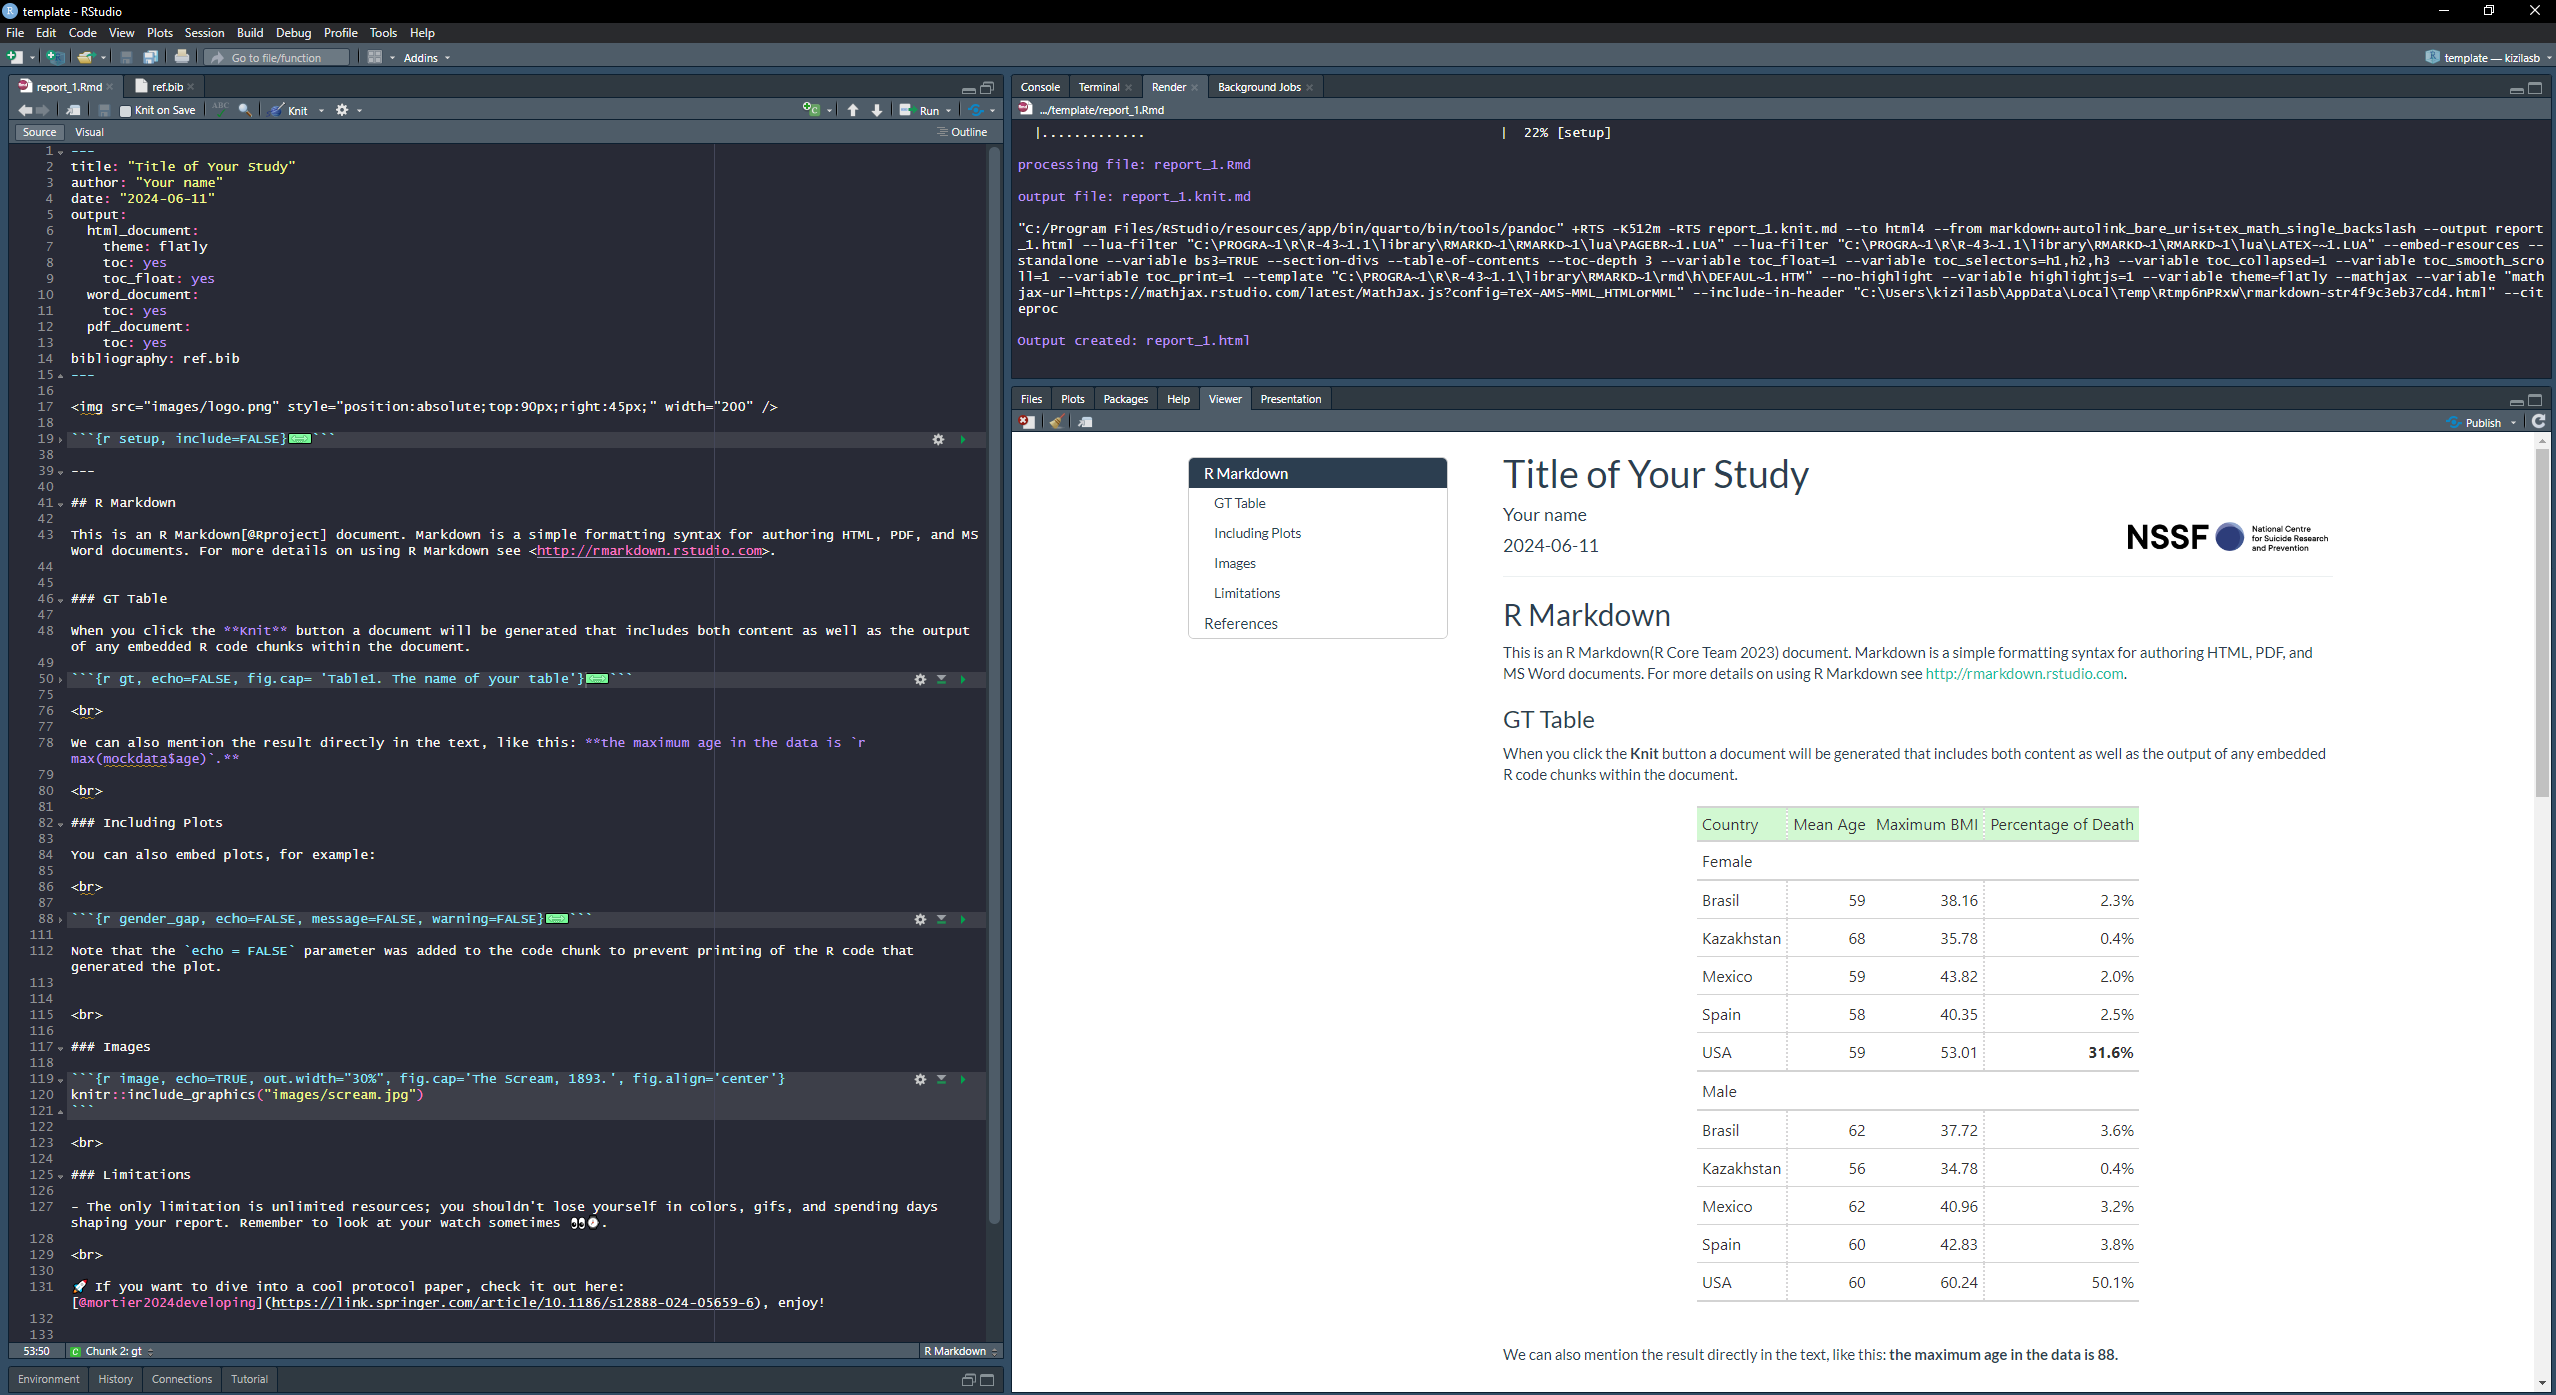 template - RStudio
File Edit Code View Plots Session Build Debug Profile Tools Help
Go to file/function Addins template — kizilasb
report_1.Rmd ref.bib
Knit on Save ABC Knit Run
Source Visual Outline
1 ---
2 title: "Title of Your Study"
3 author: "Your name"
4 date: "2024-06-11"
5 output:
6 html_document:
7 theme: flatly
8 toc: yes
9 toc_float: yes
10 word_document:
11 toc: yes
12 pdf_document:
13 toc: yes
14 bibliography: ref.bib
15 ---
16
17 <img src="images/logo.png" style="position:absolute;top:90px;right:45px;" width="200" />
18
19 ```{r setup, include=FALSE}```
38
39 ---
40
41 ## R Markdown
42
43 This is an R Markdown[@Rproject] document. Markdown is a simple formatting syntax for authoring HTML, PDF, and MS
Word documents. For more details on using R Markdown see <http://rmarkdown.rstudio.com>.
44
45
46 ### GT Table
47
48 When you click the **Knit** button a document will be generated that includes both content as well as the output
of any embedded R code chunks within the document.
49
50 ```{r gt, echo=FALSE, fig.cap= 'Table1. The name of your table'}```
75
76 <br>
77
78 We can also mention the result directly in the text, like this: **the maximum age in the data is `r
max(mockdata$age)`.**
79
80 <br>
81
82 ### Including Plots
83
84 You can also embed plots, for example:
85
86 <br>
87
88 ```{r gender_gap, echo=FALSE, message=FALSE, warning=FALSE}```
111
112 Note that the `echo = FALSE` parameter was added to the code chunk to prevent printing of the R code that
generated the plot.
113
114
115 <br>
116
117 ### Images
118
119 ```{r image, echo=TRUE, out.width="30%", fig.cap='The Scream, 1893.', fig.align='center'}
120 knitr::include_graphics("images/scream.jpg")
121 ```
122
123 <br>
124
125 ### Limitations
126
127 - The only limitation is unlimited resources; you shouldn't lose yourself in colors, gifs, and spending days
shaping your report. Remember to look at your watch sometimes 👀⌚.
128
129 <br>
130
131 🚀 If you want to dive into a cool protocol paper, check it out here:
[@mortier2024developing](https://link.springer.com/article/10.1186/s12888-024-05659-6), enjoy!
132
133
53:50 Chunk 2: gt R Markdown
Environment History Connections Tutorial
Console Terminal Render Background Jobs
.../template/report_1.Rmd
|............. | 22% [setup]
processing file: report_1.Rmd
output file: report_1.knit.md
"C:/Program Files/RStudio/resources/app/bin/quarto/bin/tools/pandoc" +RTS -K512m -RTS report_1.knit.md --to html4 --from markdown+autolink_bare_uris+tex_math_single_backslash --output report
_1.html --lua-filter "C:\PROGRA~1\R\R-43~1.1\library\RMARKD~1\RMARKD~1\lua\PAGEBR~1.LUA" --lua-filter "C:\PROGRA~1\R\R-43~1.1\library\RMARKD~1\RMARKD~1\lua\LATEX-~1.LUA" --embed-resources --
standalone --variable bs3=TRUE --section-divs --table-of-contents --toc-depth 3 --variable toc_float=1 --variable toc_selectors=h1,h2,h3 --variable toc_collapsed=1 --variable toc_smooth_scro
ll=1 --variable toc_print=1 --template "C:\PROGRA~1\R\R-43~1.1\library\RMARKD~1\rmd\h\DEFAUL~1.HTM" --no-highlight --variable highlightjs=1 --variable theme=flatly --mathjax --variable "math
jax-url=https://mathjax.rstudio.com/latest/MathJax.js?config=TeX-AMS-MML_HTMLorMML" --include-in-header "C:\Users\kizilasb\AppData\Local\Temp\Rtmp6nPRxW\rmarkdown-str4f9c3eb37cd4.html" --cit
eproc
Output created: report_1.html
Files Plots Packages Help Viewer Presentation
Publish
R Markdown
GT Table
Including Plots
Images
Limitations
References
Title of Your Study
Your name
2024-06-11
NSSF National Centre
for Suicide Research
and Prevention
R Markdown
This is an R Markdown(R Core Team 2023) document. Markdown is a simple formatting syntax for authoring HTML, PDF, and
MS Word documents. For more details on using R Markdown see http://rmarkdown.rstudio.com.
GT Table
When you click the Knit button a document will be generated that includes both content as well as the output of any embedded
R code chunks within the document.
Country Mean Age Maximum BMI Percentage of Death
Female
Brasil 59 38.16 2.3%
Kazakhstan 68 35.78 0.4%
Mexico 59 43.82 2.0%
Spain 58 40.35 2.5%
USA 59 53.01 31.6%
Male
Brasil 62 37.72 3.6%
Kazakhstan 56 34.78 0.4%
Mexico 62 40.96 3.2%
Spain 60 42.83 3.8%
USA 60 60.24 50.1%
We can also mention the result directly in the text, like this: the maximum age in the data is 88.